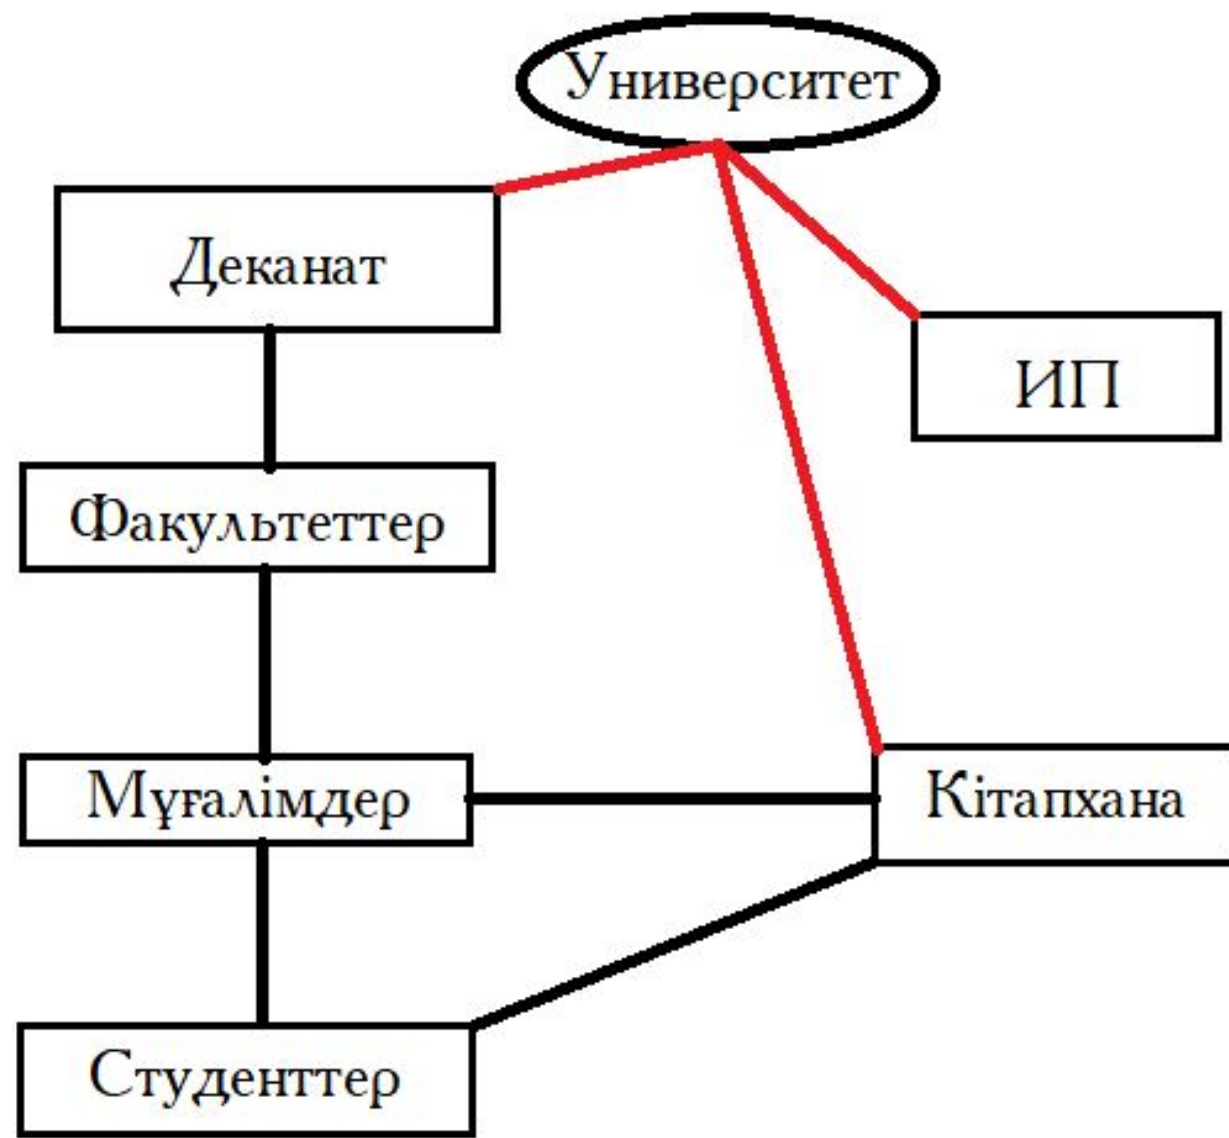 Университет
Деканат
ИП
Факультеттер
Мұғалімдер
Кітапхана
Студенттер